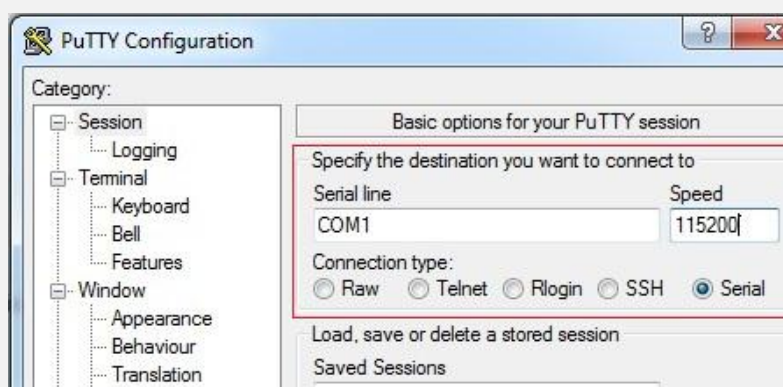 PuTTY Configuration
Category:
Session
Logging
Terminal
Keyboard
Bell
Features
Window
Appearance
Behaviour
Translation
Basic options for your PuTTY session
Specify the destination you want to connect to
Serial line Speed
COM1 115200
Connection type:
Raw Telnet Rlogin SSH Serial
Load, save or delete a stored session
Saved Sessions